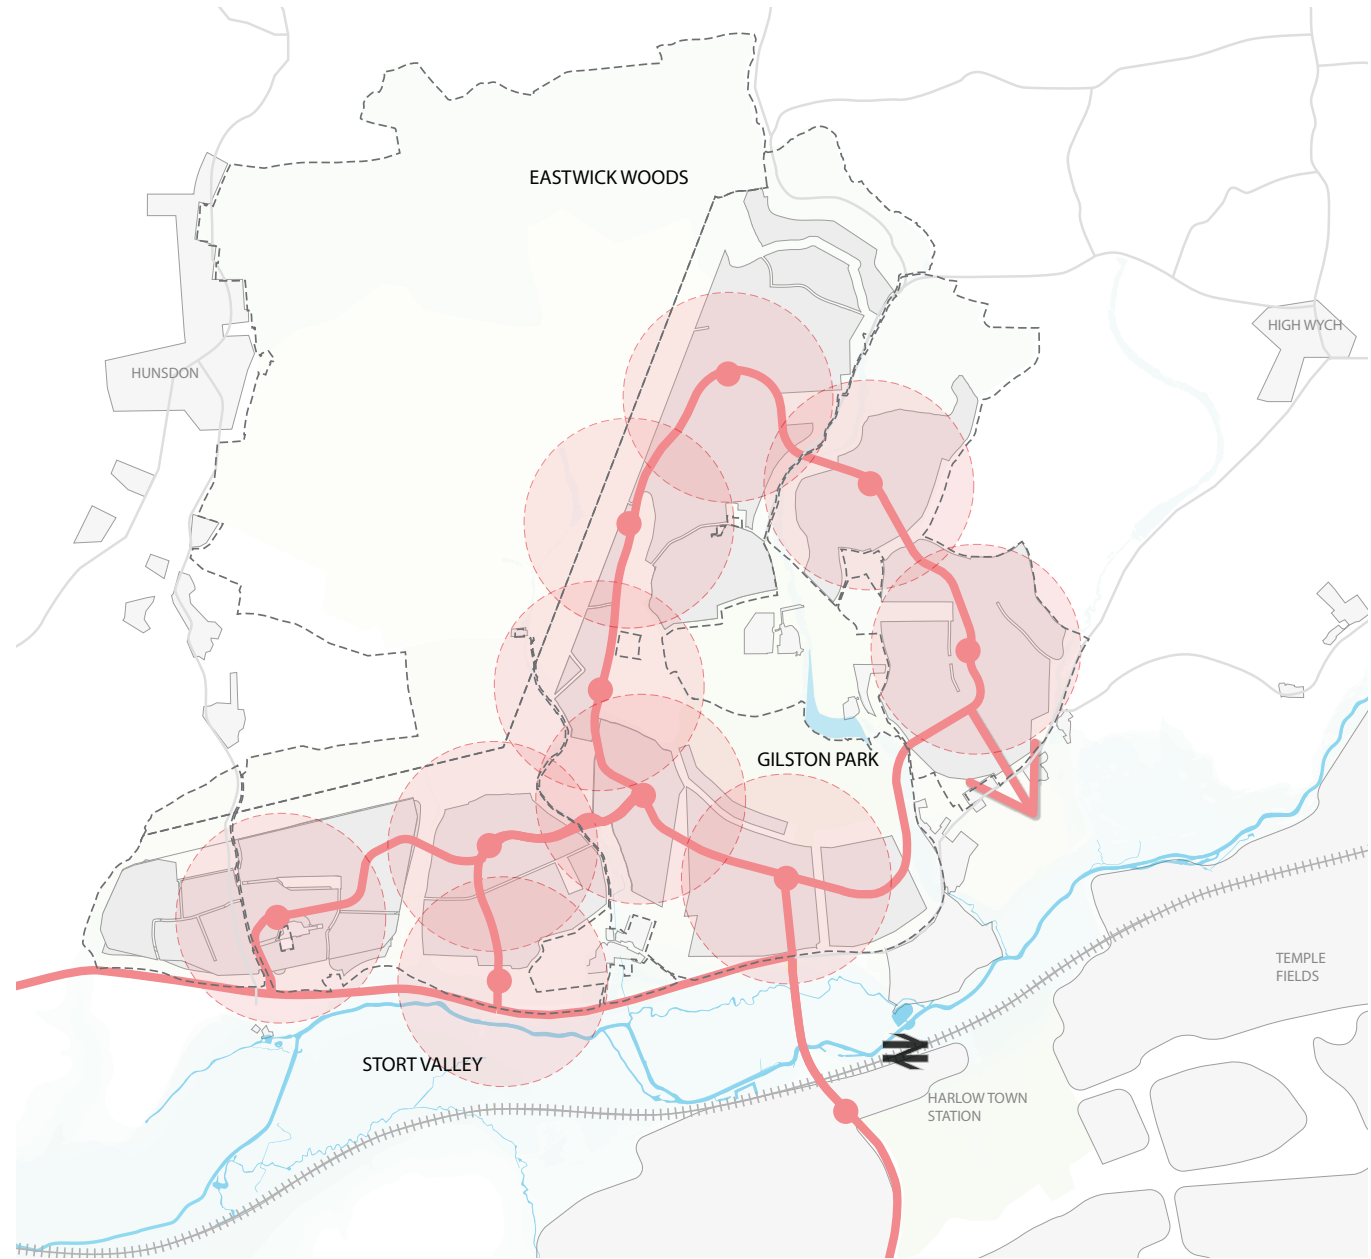 EASTWICK WOODS
HIGH WYCH
HUNSDON
GILSTON PARK
TEMPLE
FIELDS
STORT VALLEY
HARLOW TOWN
STATION